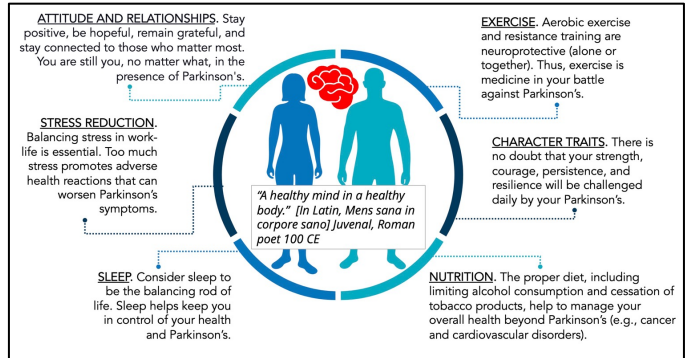 ATTITUDE AND RELATIONSHIPS. Stay
positive, be hopeful, remain grateful, and
stay connected to those who matter most.
You are still you, no matter what, in the
presence of Parkinson's.
STRESS REDUCTION.
Balancing stress in work-
life is essential. Too much
stress promotes adverse
health reactions that can
worsen Parkinson's
symptoms.
SLEEP. Consider sleep to
be the balancing rod of
life. Sleep helps keep you
in control of your health
and Parkinson's.
"A healthy mind in a healthy
body." [In Latin, Mens sana in
corpore sano] Juvenal, Roman
poet 100 CE
EXERCISE. Aerobic exercise
and resistance training are
neuroprotective (alone or
together). Thus, exercise is
medicine in your battle
against Parkinson's.
CHARACTER TRAITS. There is
no doubt that your strength,
courage, persistence, and
resilience will be challenged
daily by your Parkinson's.
NUTRITION. The proper diet, including
limiting alcohol consumption and cessation of
tobacco products, help to manage your
overall health beyond Parkinson's (e.g., cancer
and cardiovascular disorders).